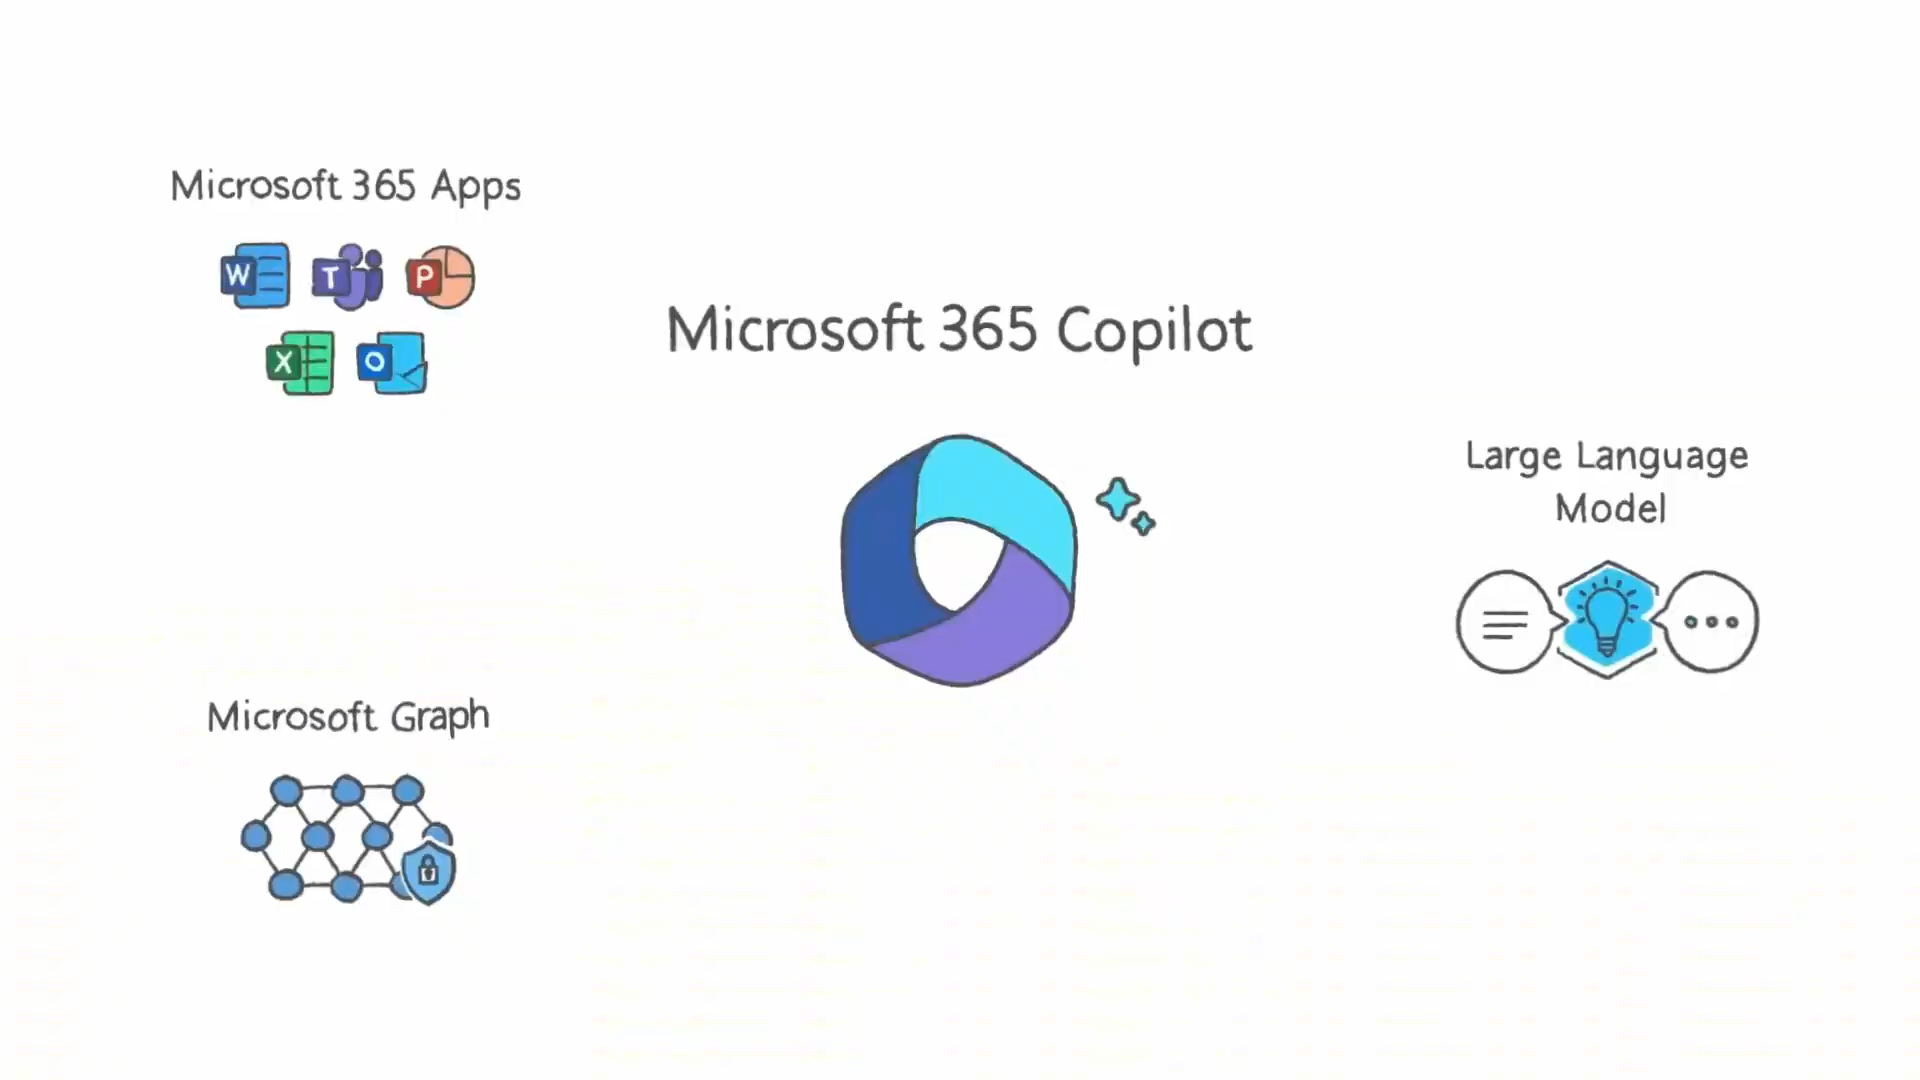 Microsoft 365 Apps
W T P
X O
Microsoft 365 Copilot
Large Language
Model
Microsoft Graph